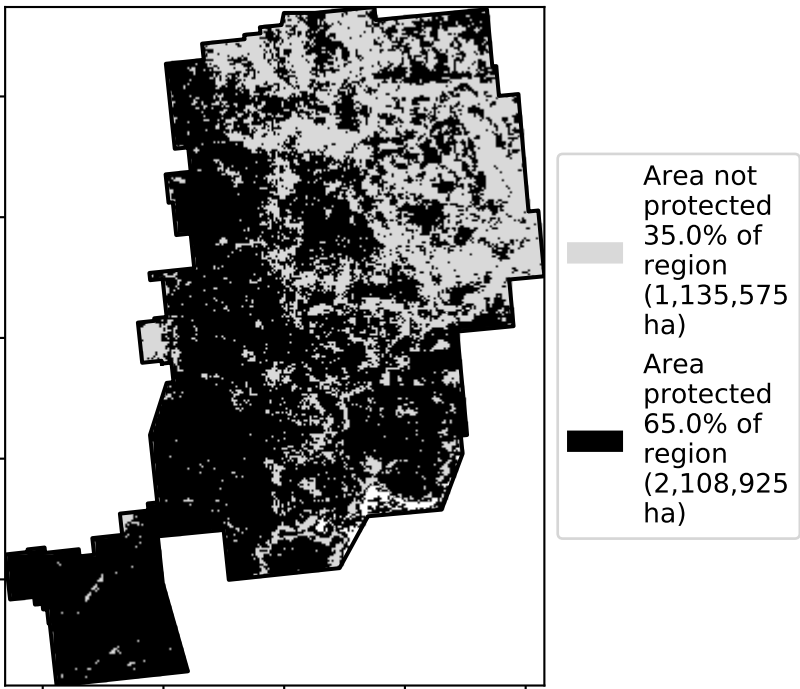 Area not
protected
35.0% of
region
(1,135,575
ha)
Area
protected
65.0% of
region
(2,108,925
ha)